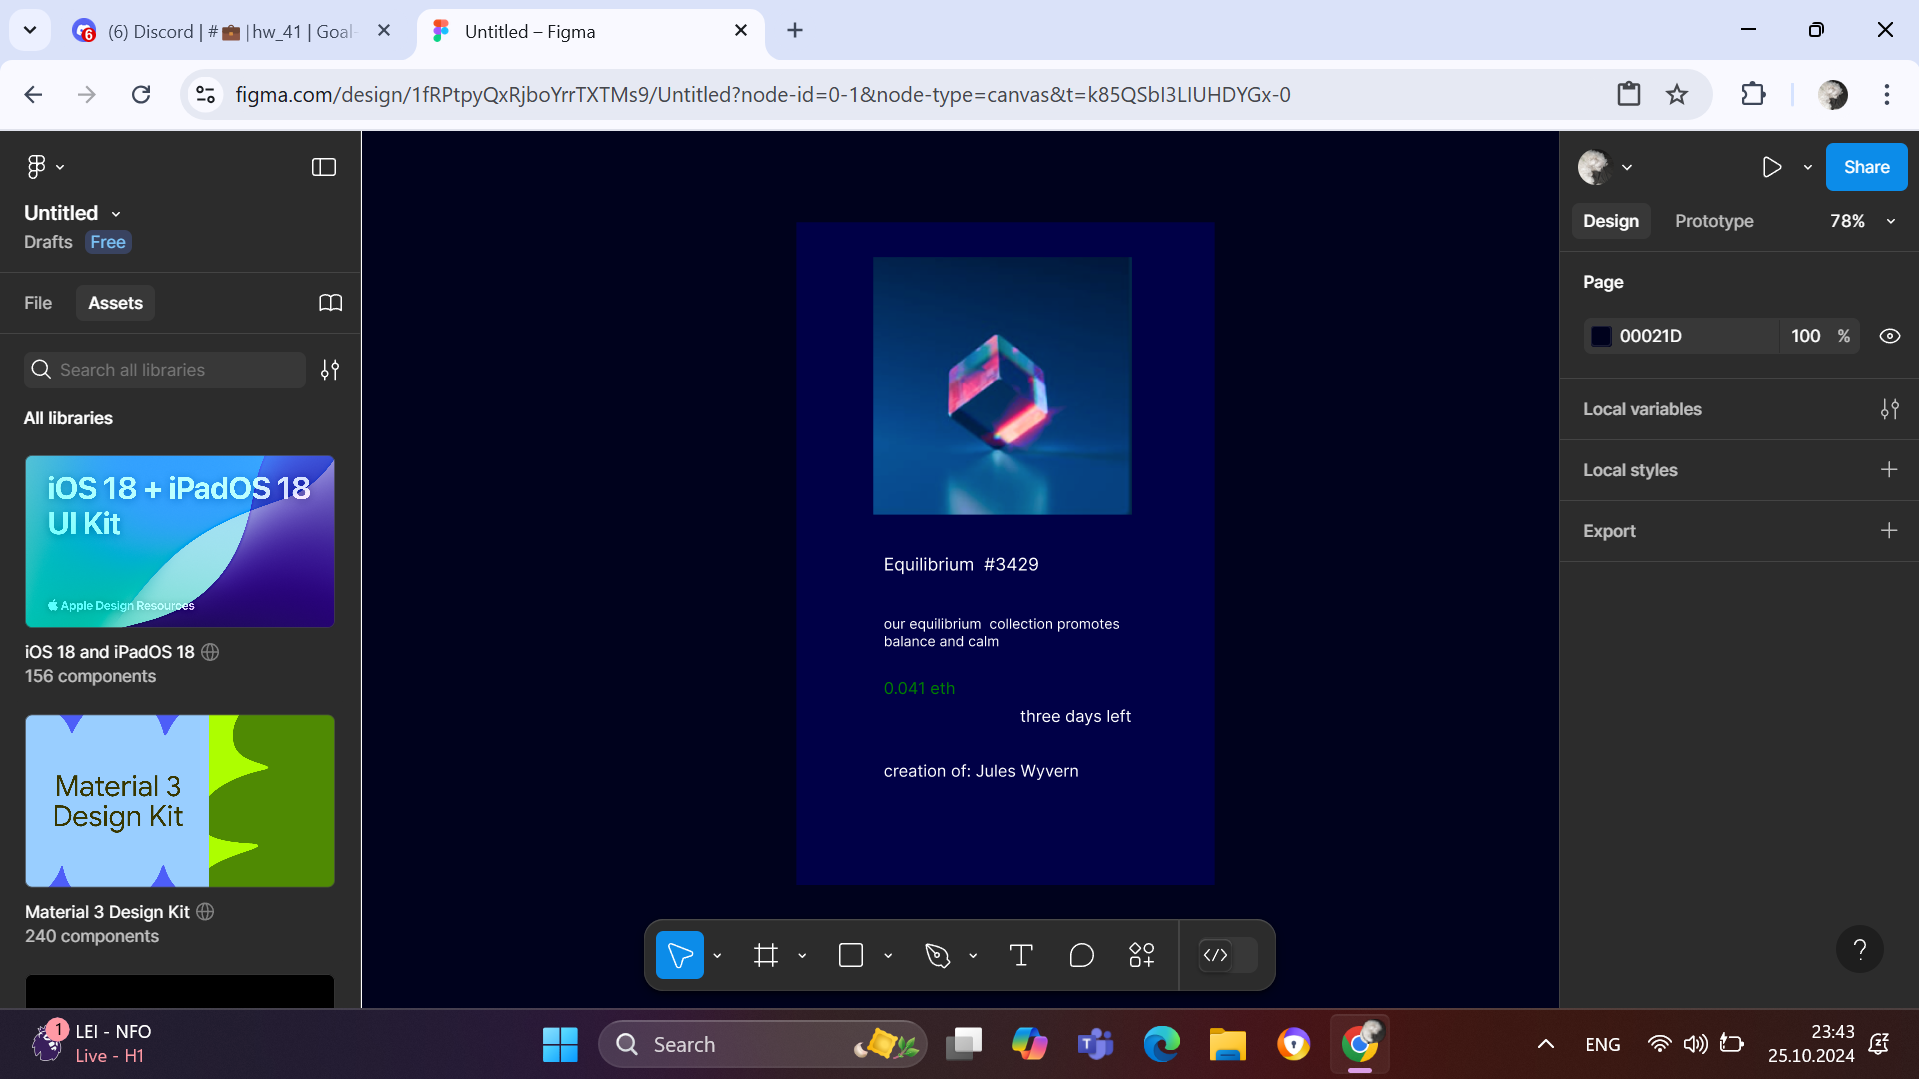 (6) Discord | # 💼 | hw_41 | Goal-
Untitled – Figma
figma.com/design/1fRPtpyQxRjboYrrTXTMs9/Untitled?node-id=0-1&node-type=canvas&t=k85QSbI3LIUHDYGx-0
Untitled
Drafts Free
File Assets
Search all libraries
All libraries
iOS 18 + iPadOS 18
UI Kit
Apple Design Resources
iOS 18 and iPadOS 18
156 components
Material 3
Design Kit
Material 3 Design Kit
240 components
Equilibrium #3429
our equilibrium collection promotes
balance and calm
0.041 eth
three days left
creation of: Jules Wyvern
Share
Design Prototype 78%
Page
00021D 100 %
Local variables
Local styles
Export
?
1
LEI - NFO
Live - H1
Search
ENG
23:43
25.10.2024